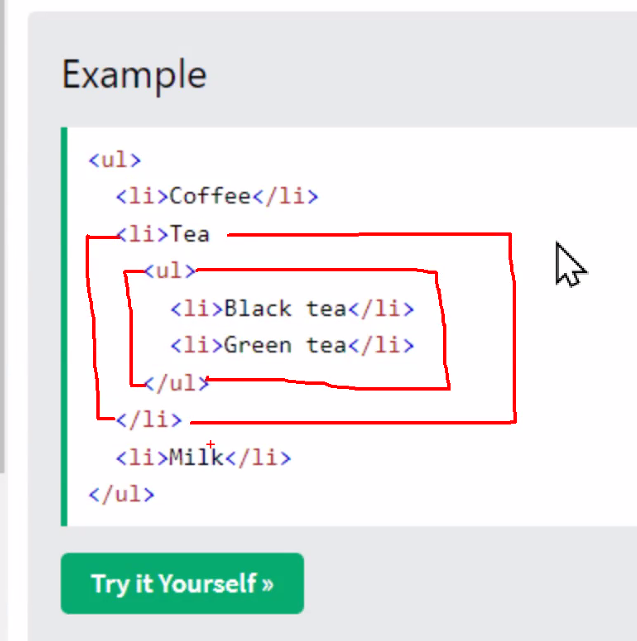 Example
<ul>
<li>Coffee</li>
<li>Tea
<ul>
<li>Black tea</li>
<li>Green tea</li>
</ul>
</li>
<li>Milk</li>
</ul>
Try it Yourself »